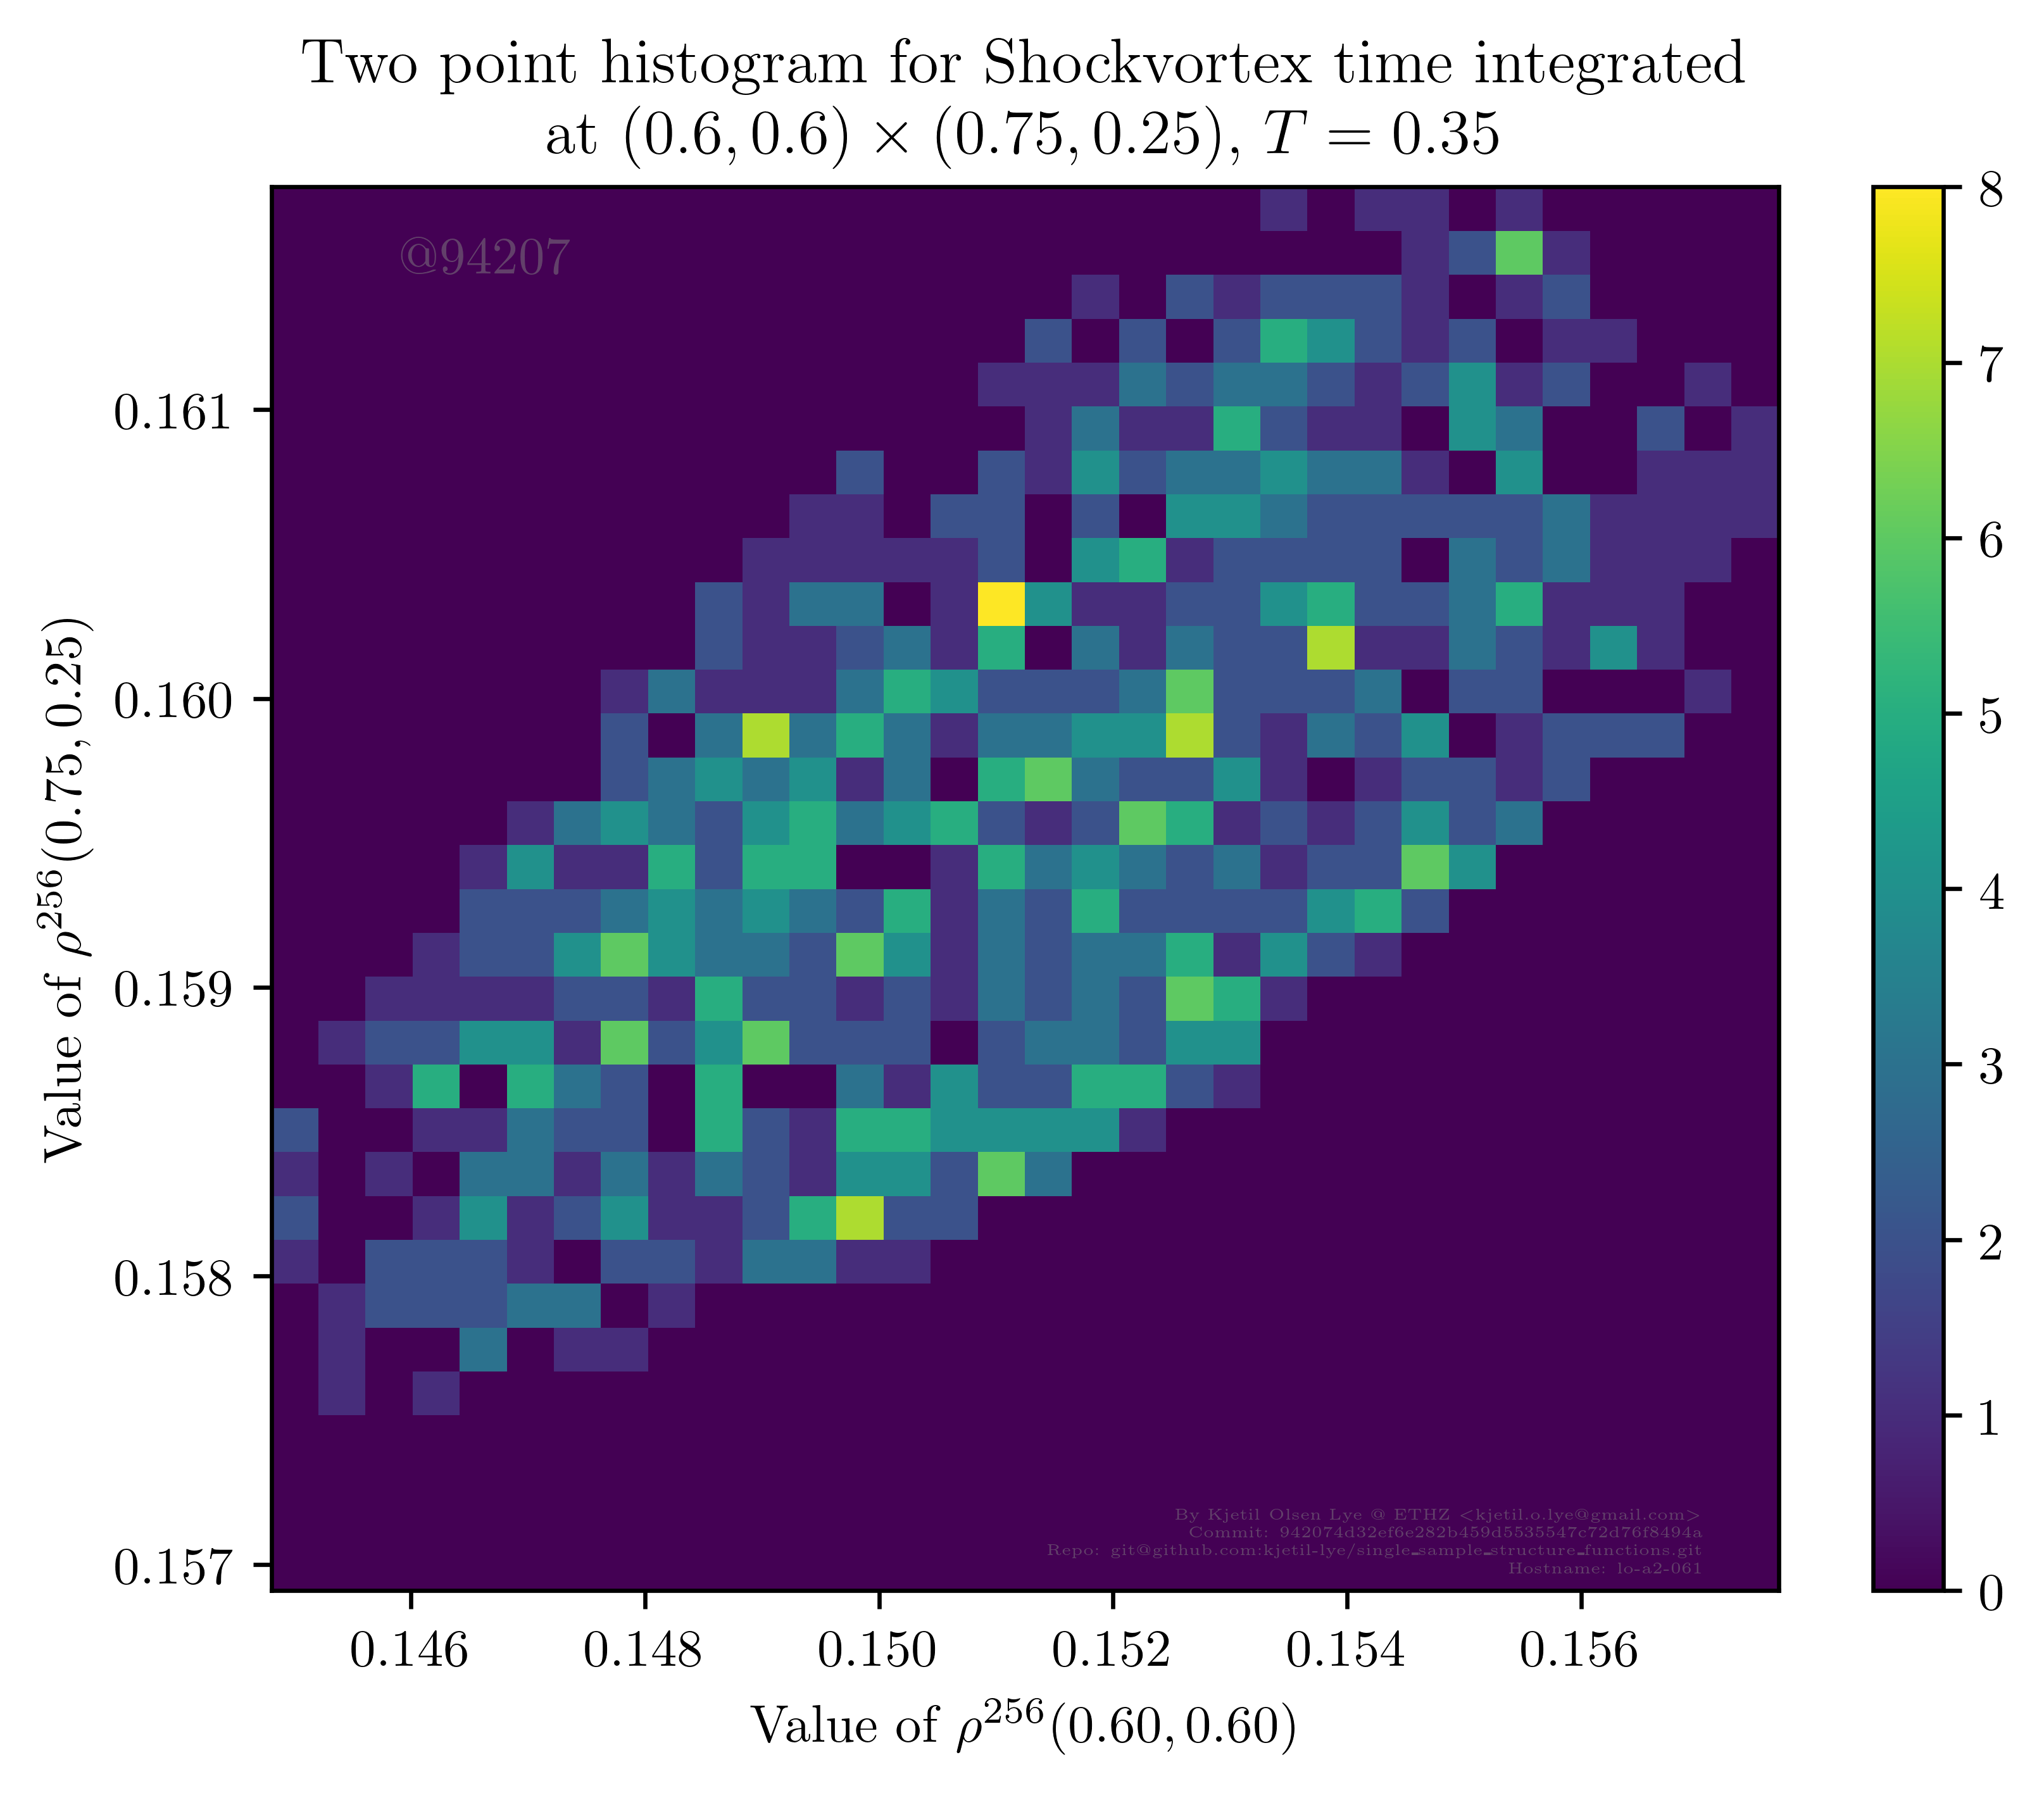 Two point histogram for Shockvortex time integrated
at (0.6, 0.6) × (0.75, 0.25), T = 0.35
@94207
8
7
6
5
4
3
2
1
0
0.161
0.160
0.159
0.158
0.157
Value of ρ^256(0.75, 0.25)
By Kjetil Olsen Lye @ ETHZ <kjetil.o.lye@gmail.com>
Commit: 942074d32ef6e282b459d5535547c72d76f8494a
Repo: git@github.com:kjetil-lye/single_sample_structure_functions.git
Hostname: lo-a2-061
0.146 0.148 0.150 0.152 0.154 0.156
Value of ρ^256(0.60, 0.60)